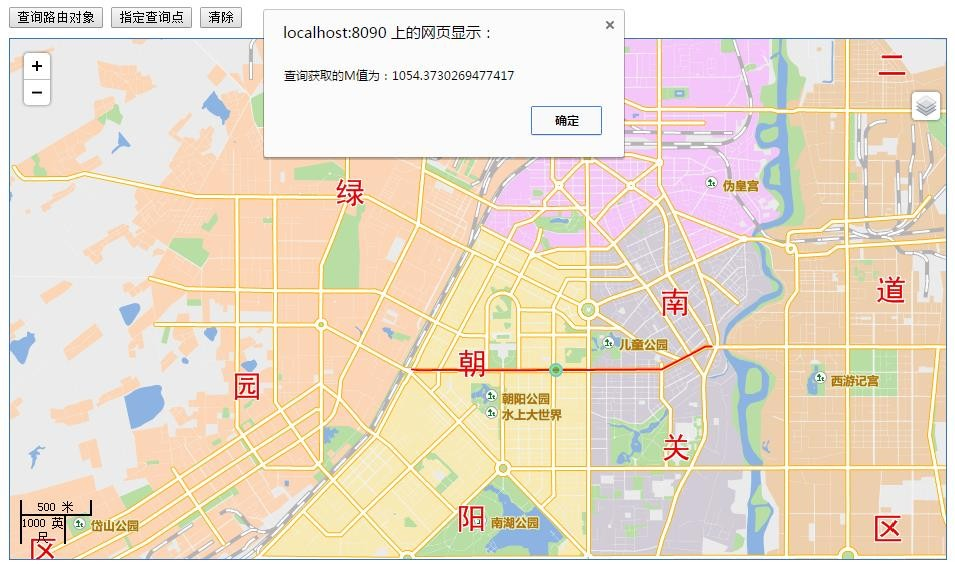 查询路由对象 指定查询点 清除
localhost:8090 上的网页显示：
×
查询获取的M值为：1054.3730269477417
确定
+
−
二
绿
伪皇宫
道
南
儿童公园
朝
园
西游记宫
朝阳公园
水上大世界
关
阳
南湖公园
区
500 米
1000 英尺
岱山公园
区